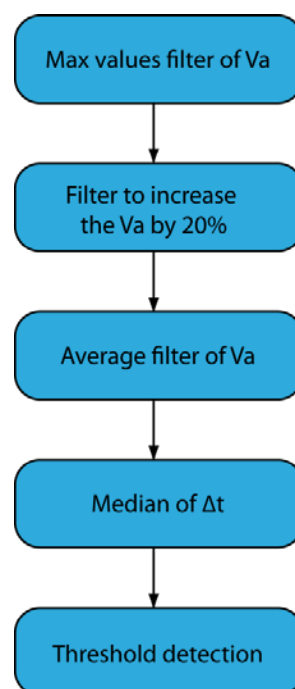 Max values filter of Va
Filter to increase
the Va by 20%
Average filter of Va
Median of Δt
Threshold detection